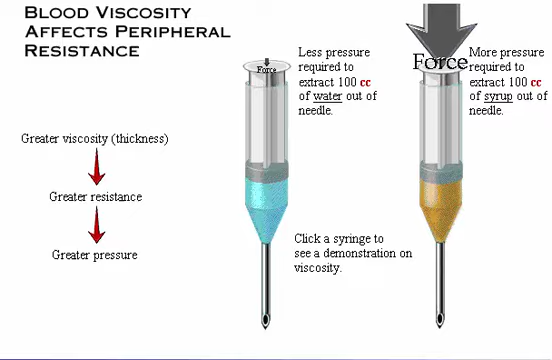 BLOOD VISCOSITY
AFFECTS PERIPHERAL
RESISTANCE
Greater viscosity (thickness)
Greater resistance
Greater pressure
Force
Less pressure
required to
extract 100 cc
of water out of
needle.
Click a syringe to
see a demonstration on
viscosity.
Force
More pressure
required to
extract 100 cc
of syrup out of
needle.